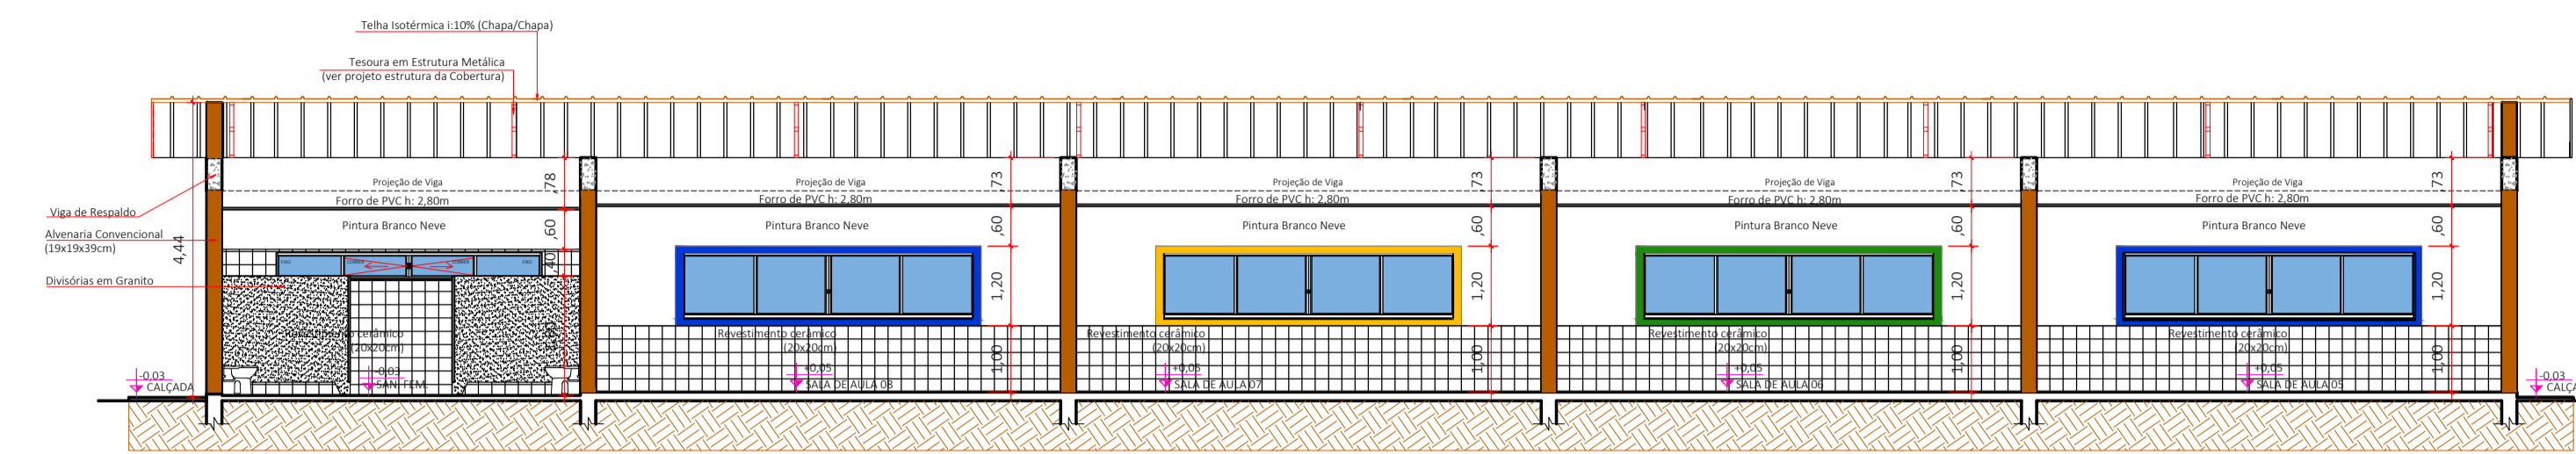 Telha Isotérmica i:10% (Chapa/Chapa)
Tesoura em Estrutura Metálica
(ver projeto estrutura da Cobertura)
Viga de Respaldo
Alvenaria Convencional
(19x19x39cm)
Divisórias em Granito
4,44
-0,03
CALÇADA
Projeção de Viga
Forro de PVC h: 2,80m
Pintura Branco Neve
FIXO
CORRER
CORRER
FIXO
Revestimento cerâmico
(20x20cm)
-0,03
SAN. FEM.
,78
,60
,40
Projeção de Viga
Forro de PVC h: 2,80m
Pintura Branco Neve
Revestimento cerâmico
(20x20cm)
+0,05
SALA DE AULA 08
,73
,60
1,20
1,00
Projeção de Viga
Forro de PVC h: 2,80m
Pintura Branco Neve
Revestimento cerâmico
(20x20cm)
+0,05
SALA DE AULA 07
,73
,60
1,20
1,00
Projeção de Viga
Forro de PVC h: 2,80m
Pintura Branco Neve
Revestimento cerâmico
20x20cm)
+0,05
SALA DE AULA 06
,73
,60
1,20
1,00
Projeção de Viga
Forro de PVC h: 2,80m
Pintura Branco Neve
Revestimento cerâmico
(20x20cm)
+0,05
SALA DE AULA 05
,73
,60
1,20
1,00
-0,03
CALÇA